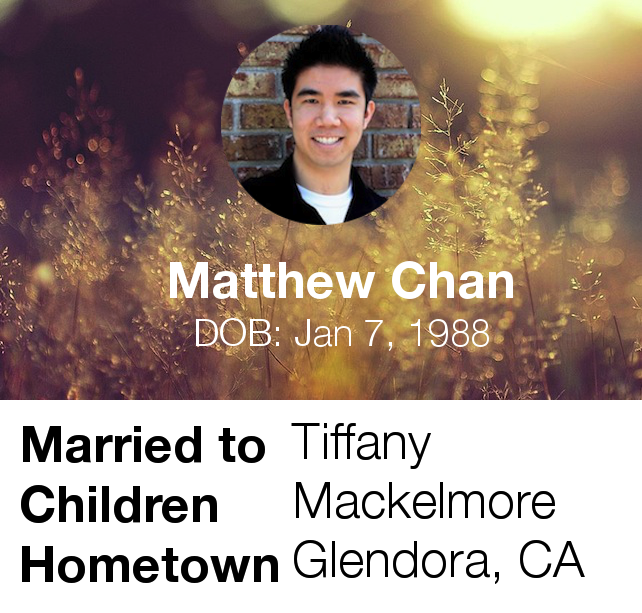 Matthew Chan
DOB: Jan 7, 1988
Married to Tiffany
Children Mackelmore
Hometown Glendora, CA